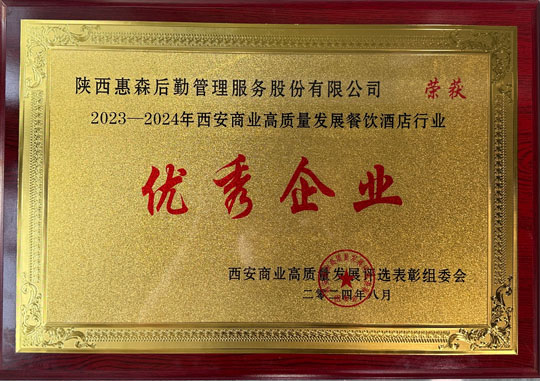 陕西惠森后勤管理服务股份有限公司 荣获
2023—2024年西安商业高质量发展餐饮酒店行业
优秀企业
西安商业高质量发展评选表彰组委会
二零二四年八月